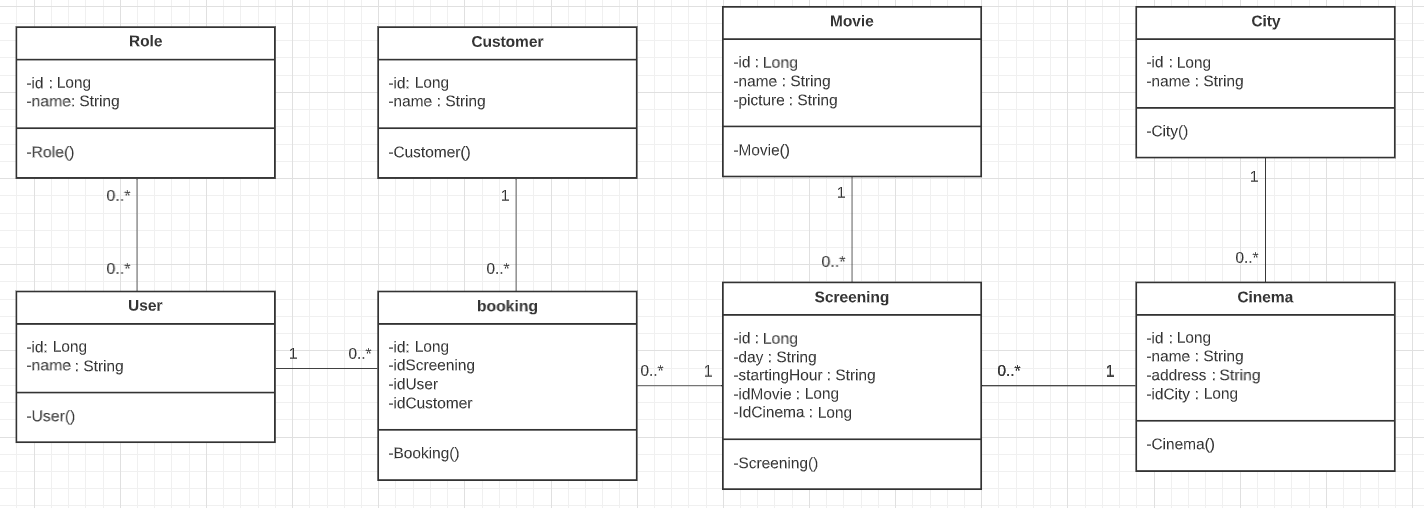 Role
-id : Long
-name: String
-Role()
0..*
0..*
Customer
-id: Long
-name : String
-Customer()
1
0..*
Movie
-id : Long
-name : String
-picture : String
-Movie()
1
0..*
City
-id : Long
-name : String
-City()
1
0..*
User
-id: Long
-name : String
-User()
1 0..*
booking
-id: Long
-idScreening
-idUser
-idCustomer
-Booking()
0..* 1
Screening
-id : Long
-day : String
-startingHour : String
-idMovie : Long
-IdCinema : Long
-Screening()
0..* 1
Cinema
-id : Long
-name : String
-address : String
-idCity : Long
-Cinema()